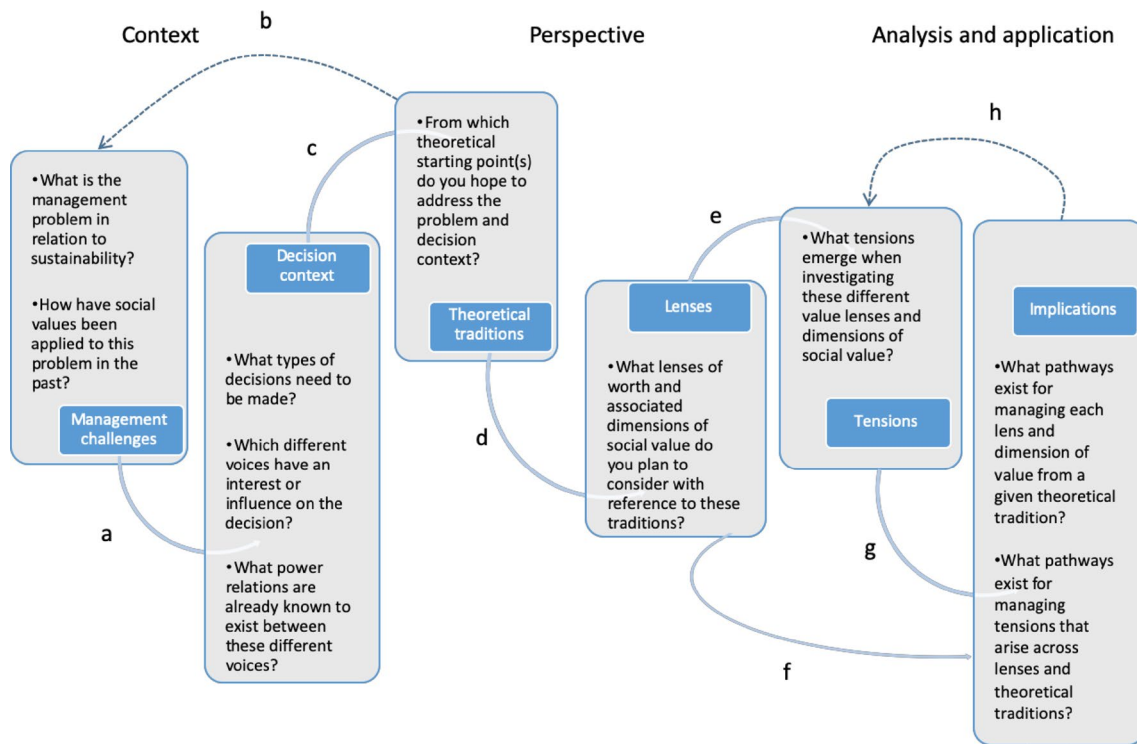 Context
Perspective
Analysis and application
b
•What is the
management
problem in
relation to
sustainability?
•How have social
values been
applied to this
problem in the
past?
Management
challenges
a
Decision
context
•What types of
decisions need to
be made?
•Which different
voices have an
interest or
influence on the
decision?
•What power
relations are
already known to
exist between
these different
voices?
c
•From which
theoretical
starting point(s)
do you hope to
address the
problem and
decision
context?
Theoretical
traditions
d
Lenses
•What lenses of
worth and
associated
dimensions of
social value do
you plan to
consider with
reference to these
traditions?
e
f
•What tensions
emerge when
investigating
these different
value lenses and
dimensions of
social value?
Tensions
g
h
Implications
•What pathways
exist for
managing each
lens and
dimension of
value from a
given theoretical
tradition?
•What pathways
exist for
managing
tensions that
arise across
lenses and
theoretical
traditions?